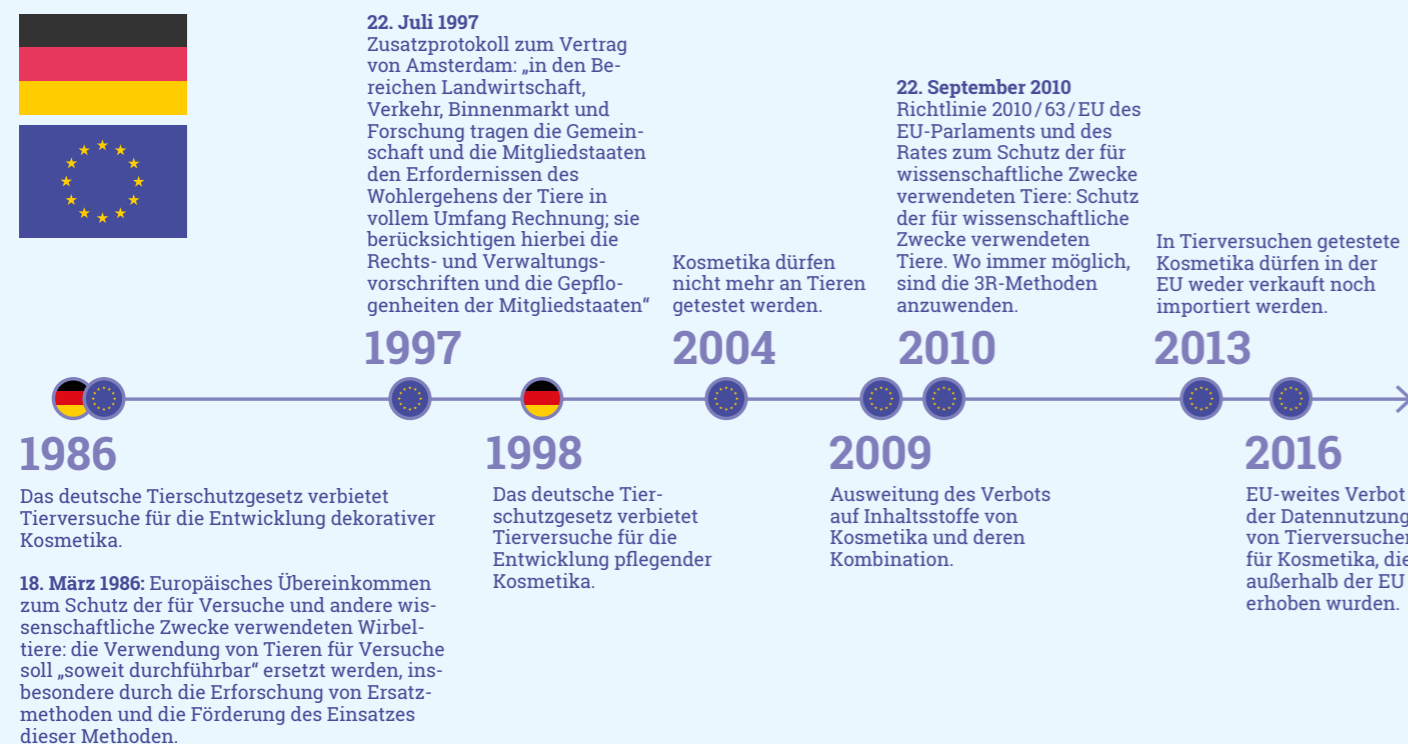 22. Juli 1997
Zusatzprotokoll zum Vertrag
von Amsterdam: „in den Be-
reichen Landwirtschaft,
Verkehr, Binnenmarkt und
Forschung tragen die Gemein-
schaft und die Mitgliedstaaten
den Erfordernissen des
Wohlergehens der Tiere in
vollem Umfang Rechnung; sie
berücksichtigen hierbei die
Rechts- und Verwaltungs-
vorschriften und die Gepflo-
genheiten der Mitgliedstaaten“
1997
Kosmetika dürfen
nicht mehr an Tieren
getestet werden.
2004
22. September 2010
Richtlinie 2010/63/EU des
EU-Parlaments und des
Rates zum Schutz der für
wissenschaftliche Zwecke
verwendeten Tiere: Schutz
der für wissenschaftliche
Zwecke verwendeten
Tiere. Wo immer möglich,
sind die 3R-Methoden
anzuwenden.
2010
In Tierversuchen getestete
Kosmetika dürfen in der
EU weder verkauft noch
importiert werden.
2013
1986
Das deutsche Tierschutzgesetz verbietet
Tierversuche für die Entwicklung dekorativer
Kosmetika.
18. März 1986: Europäisches Übereinkommen
zum Schutz der für Versuche und andere wis-
senschaftliche Zwecke verwendeten Wirbel-
tiere: die Verwendung von Tieren für Versuche
soll „soweit durchführbar“ ersetzt werden, ins-
besondere durch die Erforschung von Ersatz-
methoden und die Förderung des Einsatzes
dieser Methoden.
1998
Das deutsche Tier-
schutzgesetz verbietet
Tierversuche für die
Entwicklung pflegender
Kosmetika.
2009
Ausweitung des Verbots
auf Inhaltsstoffe von
Kosmetika und deren
Kombination.
2016
EU-weites Verbot
der Datennutzung
von Tierversuchen
für Kosmetika, die
außerhalb der EU
erhoben wurden.